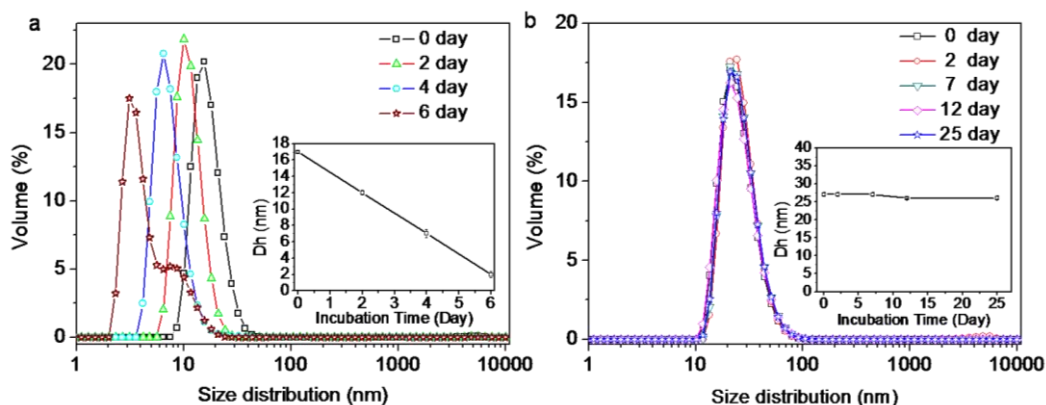 a
0 day
2 day
4 day
6 day
Volume (%)
20
15
10
5
0
1
10
100
1000
10000
Size distribution (nm)
Dh (nm)
18
16
14
12
10
8
6
4
2
0
0
1
2
3
4
5
6
Incubation Time (Day)
b
0 day
2 day
7 day
12 day
25 day
Volume (%)
20
15
10
5
0
1
10
100
1000
10000
Size distribution (nm)
Dh (nm)
40
35
30
25
20
15
10
5
0
0
5
10
15
20
25
Incubation Time (Day)